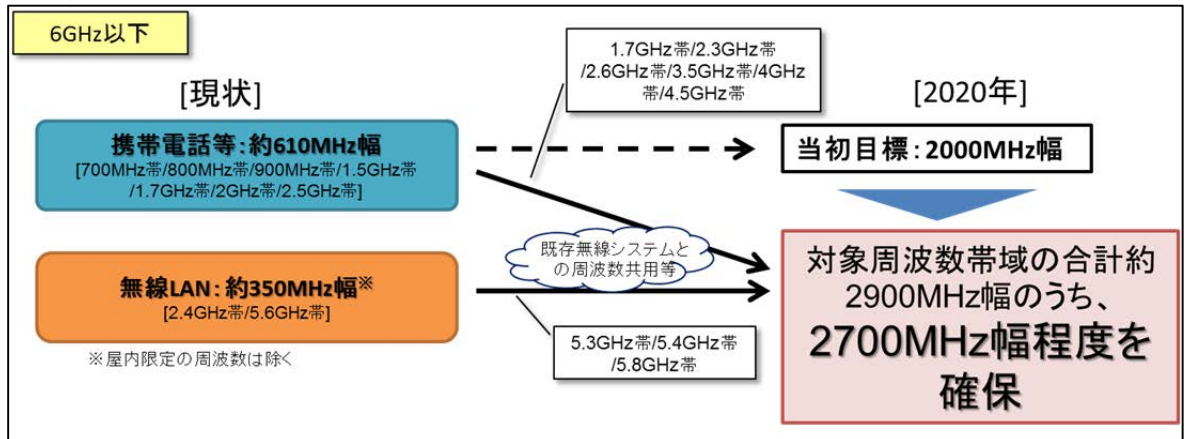 6GHz以下
[現状]
携帯電話等：約610MHz幅
[700MHz帯/800MHz帯/900MHz帯/1.5GHz帯
/1.7GHz帯/2GHz帯/2.5GHz帯]
無線LAN：約350MHz幅※
[2.4GHz帯/5.6GHz帯]
※屋内限定の周波数は除く
1.7GHz帯/2.3GHz帯
/2.6GHz帯/3.5GHz帯/4GHz
帯/4.5GHz帯
既存無線システムと
の周波数共用等
5.3GHz帯/5.4GHz帯
/5.8GHz帯
[2020年]
当初目標：2000MHz幅
対象周波数帯域の合計約
2900MHz幅のうち、
2700MHz幅程度を
確保